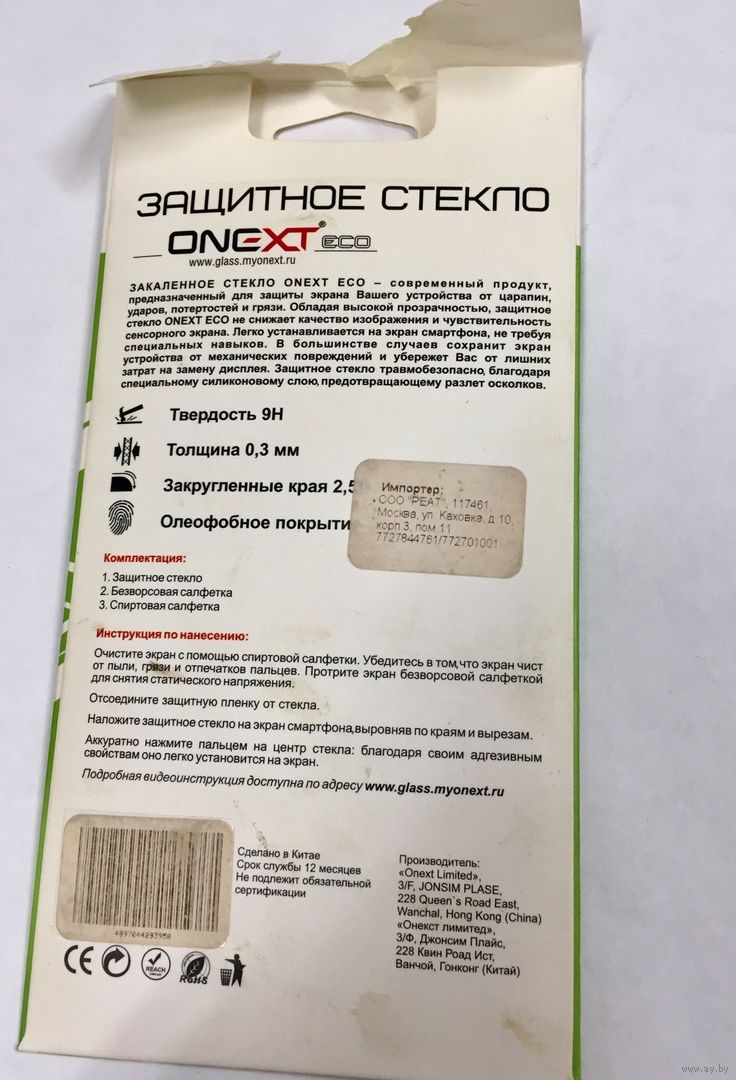 ЗАЩИТНОЕ СТЕКЛО
ONEXT® ECO
www.glass.myonext.ru
ЗАКАЛЕННОЕ СТЕКЛО ONEXT ECO – современный продукт,
предназначенный для защиты экрана Вашего устройства от царапин,
ударов, потертостей и грязи. Обладая высокой прозрачностью, защитное
стекло ONEXT ECO не снижает качество изображения и чувствительность
сенсорного экрана. Легко устанавливается на экран смартфона, не требуя
специальных навыков. В большинстве случаев сохранит экран
устройства от механических повреждений и убережет Вас от лишних
затрат на замену дисплея. Защитное стекло травмобезопасно, благодаря
специальному силиконовому слою, предотвращающему разлет осколков.
Твердость 9H
Толщина 0,3 мм
Закругленные края 2,5
Олеофобное покрыти
Импортер:
ООО "РЕАТ", 117461,
Москва, ул. Каховка, д.10,
корп 3, пом.11
7727844761/772701001
Комплектация:
1. Защитное стекло
2. Безворсовая салфетка
3. Спиртовая салфетка
Инструкция по нанесению:
Очистите экран с помощью спиртовой салфетки. Убедитесь в том,что экран чист
от пыли, грязи и отпечатков пальцев. Протрите экран безворсовой салфеткой
для снятия статического напряжения.
Отсоедините защитную пленку от стекла.
Наложите защитное стекло на экран смартфона,выровняв по краям и вырезам.
Аккуратно нажмите пальцем на центр стекла: благодаря своим адгезивным
свойствам оно легко установится на экран.
Подробная видеоинструкция доступна по адресу www.glass.myonext.ru
4897044293950
Сделано в Китае
Срок службы 12 месяцев
Не подлежит обязательной
сертификации
Производитель:
«Onext Limited»,
3/F, JONSIM PLASE,
228 Queen`s Road East,
Wanchal, Hong Kong (China)
«Онекст лимитед»,
3/Ф, Джонсим Плайс,
228 Квин Роад Ист,
Ванчой, Гонконг (Китай)
CE
REACH
RoHS
www.ay.by